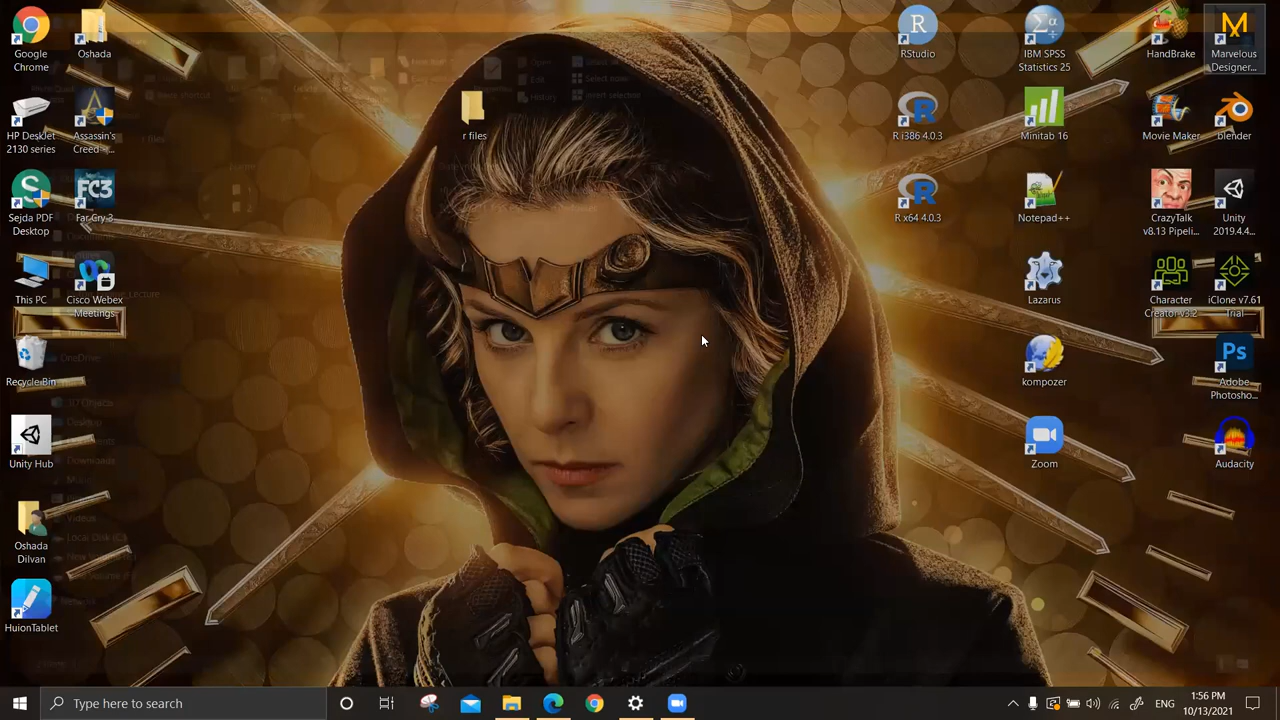 Google
Chrome
Oshada
RStudio
IBM SPSS
Statistics 25
HandBrake
Marvelous
Designer...
HP DeskJet
2130 series
Assassin's
Creed -...
r files
R i386 4.0.3
Minitab 16
Movie Maker
blender
Sejda PDF
Desktop
Far Cry 3
R x64 4.0.3
Notepad++
CrazyTalk
v8.13 Pipeli...
Unity
2019.4.4...
This PC
Cisco Webex
Meetings
Lazarus
Character
Creator v3.2
iClone v7.61
Trial
Recycle Bin
kompozer
Adobe
Photosho...
Unity Hub
Zoom
Audacity
Oshada
Dilvan
HuionTablet
Type here to search
ENG
1:56 PM
10/13/2021